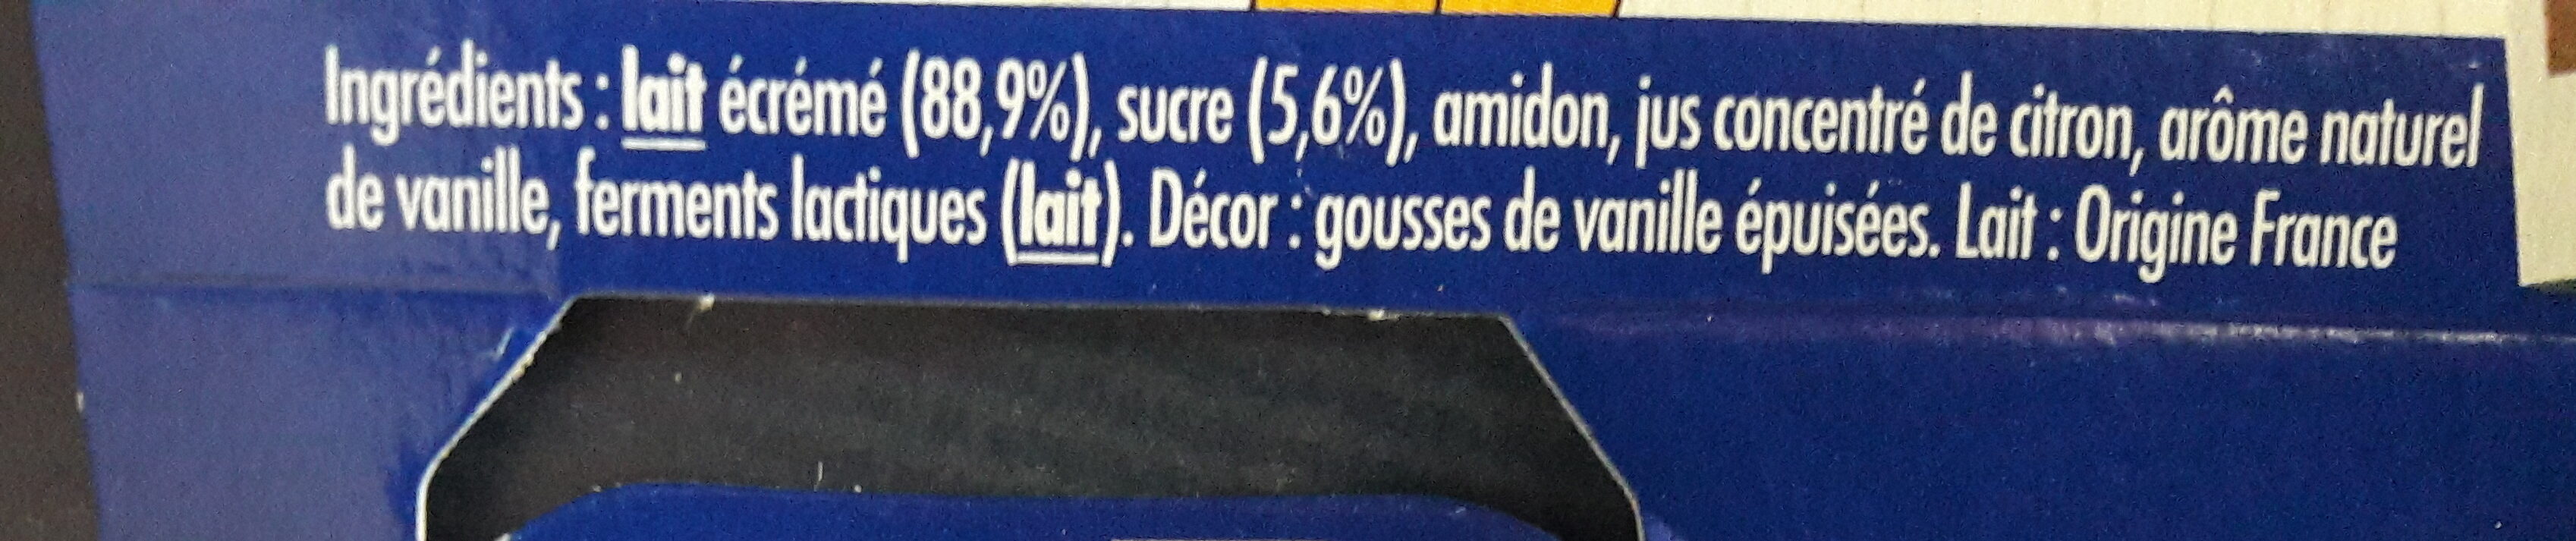 Ingrédients : lait écrémé (88,9%), sucre (5,6%), amidon, jus concentré de citron, arôme naturel
de vanille, ferments lactiques (lait). Décor : gousses de vanille épuisées. Lait : Origine France